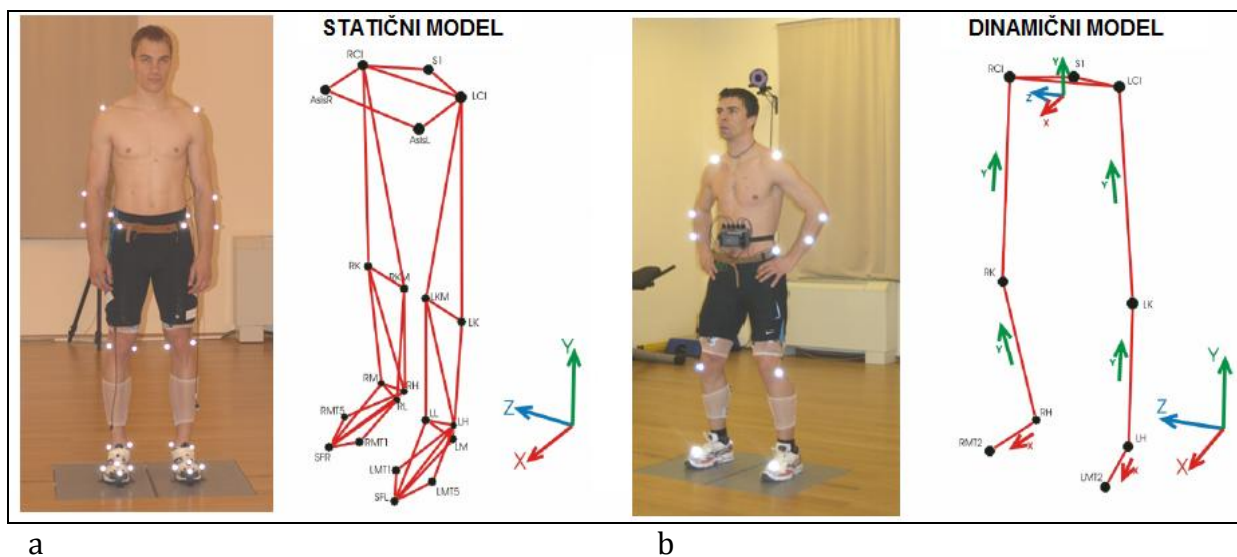 STATIČNI MODEL
RCI
S1
AsisR
LCI
AsisL
RK
RKM
LKM
LK
RM
RH
RL
RMT5
LL
LH
RMT1
LM
SFR
LMT1
LMT5
SFL
Y
Z
X
DINAMIČNI MODEL
Y
S1
RCI
LCI
Z
X
Y
Y
RK
LK
Y
Y
Y
RH
Z
RMT2
X
LH
X
X
LMT2
a b